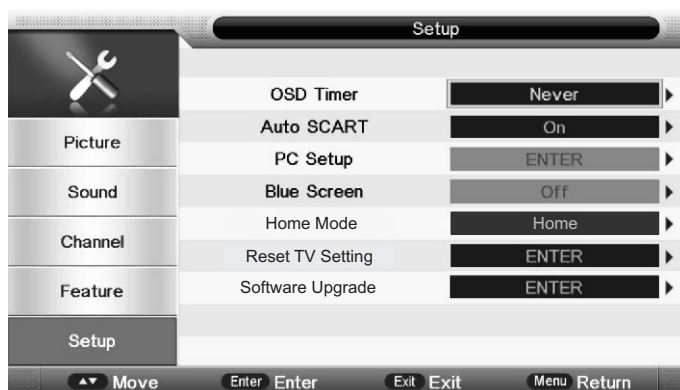 Setup
OSD Timer Never
Auto SCART On
Picture
PC Setup ENTER
Sound
Blue Screen Off
Home Mode Home
Channel
Reset TV Setting ENTER
Feature
Software Upgrade ENTER
Setup
Move Enter Enter Exit Exit Menu Return